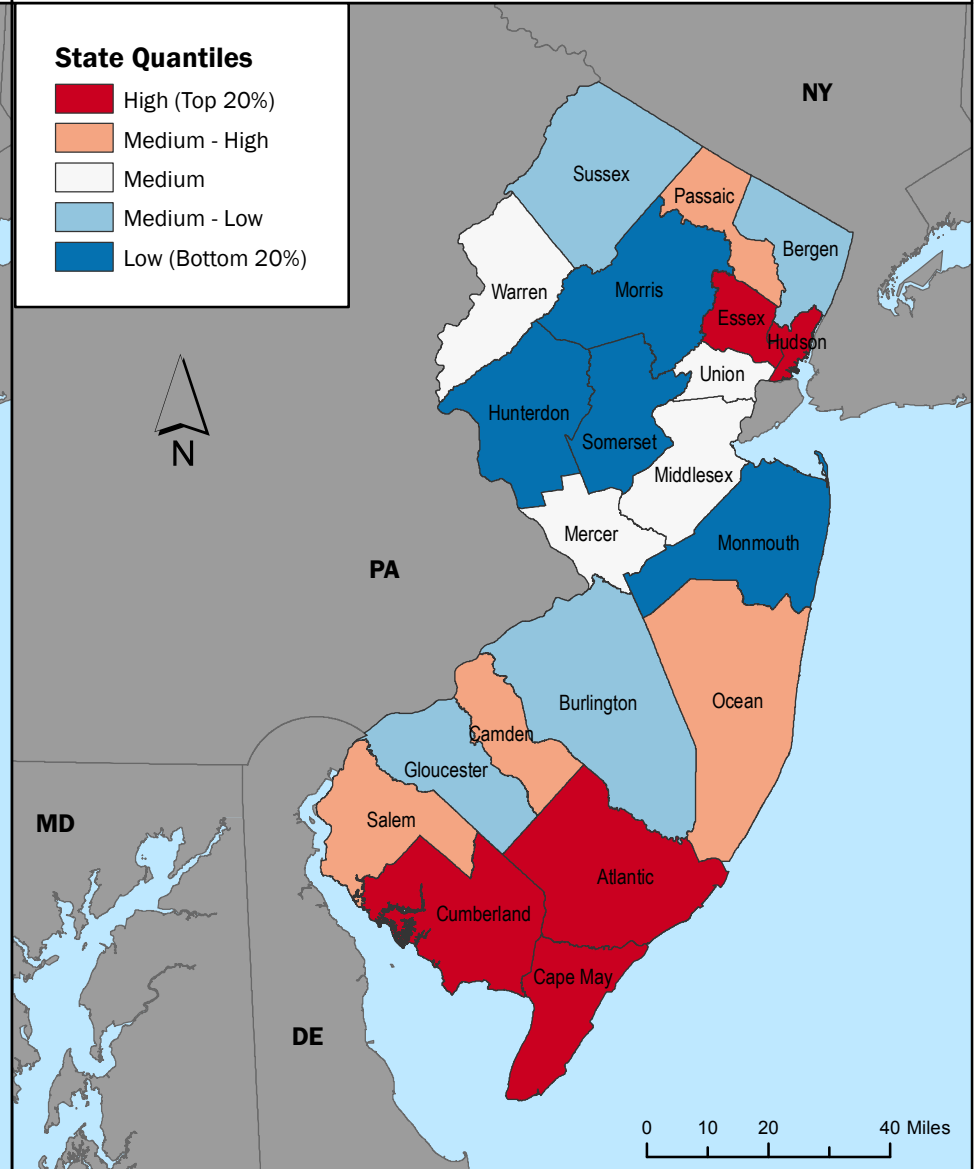 State Quantiles
High (Top 20%)
Medium - High
Medium
Medium - Low
Low (Bottom 20%)
NY
Sussex
Passaic
Bergen
Warren
Morris
Essex
Hudson
Union
Hunterdon
Somerset
Middlesex
N
Mercer
Monmouth
PA
Burlington
Ocean
Camden
Gloucester
Salem
MD
Atlantic
Cumberland
Cape May
DE
0 10 20 40 Miles